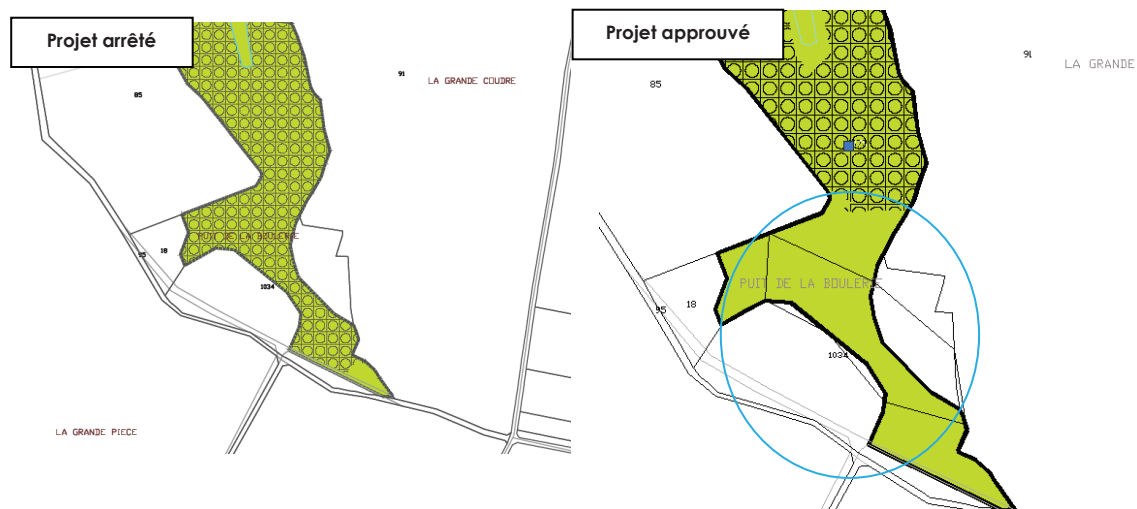 Projet arrêté
91
LA GRANDE COUDRE
85
PUIT DE LA BOULERIE
95
18
1034
LA GRANDE PIEÇE
Projet approuvé
91
LA GRANDE
85
PUIT DE LA BOULERIE
18
95
1034